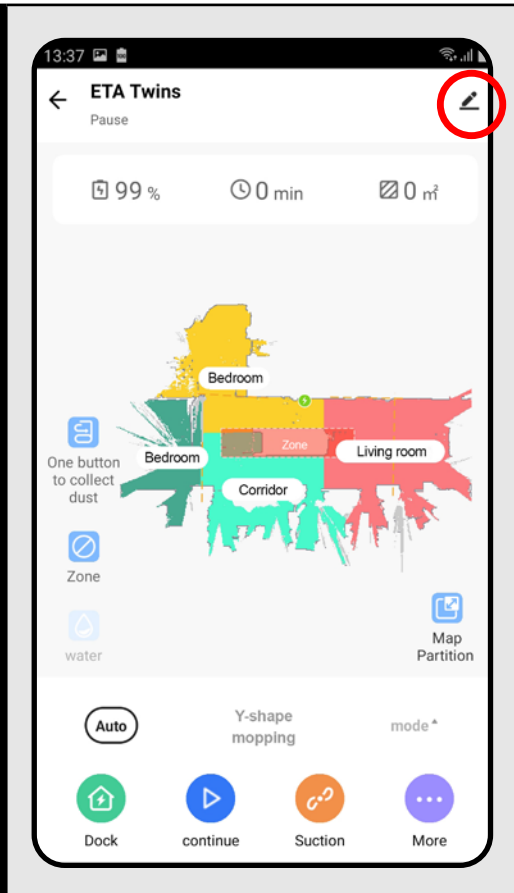 13:37
ETA Twins
Pause
99 %
0 min
0 ㎡
Bedroom
Zone
Bedroom
Living room
Corridor
One button
to collect
dust
Zone
water
Map
Partition
Auto
Y-shape
mopping
mode
Dock
continue
Suction
More